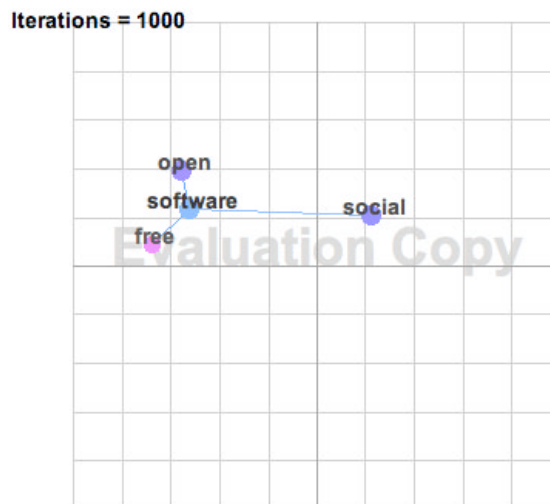 Iterations = 1000
open
software
social
free
Evaluation Copy